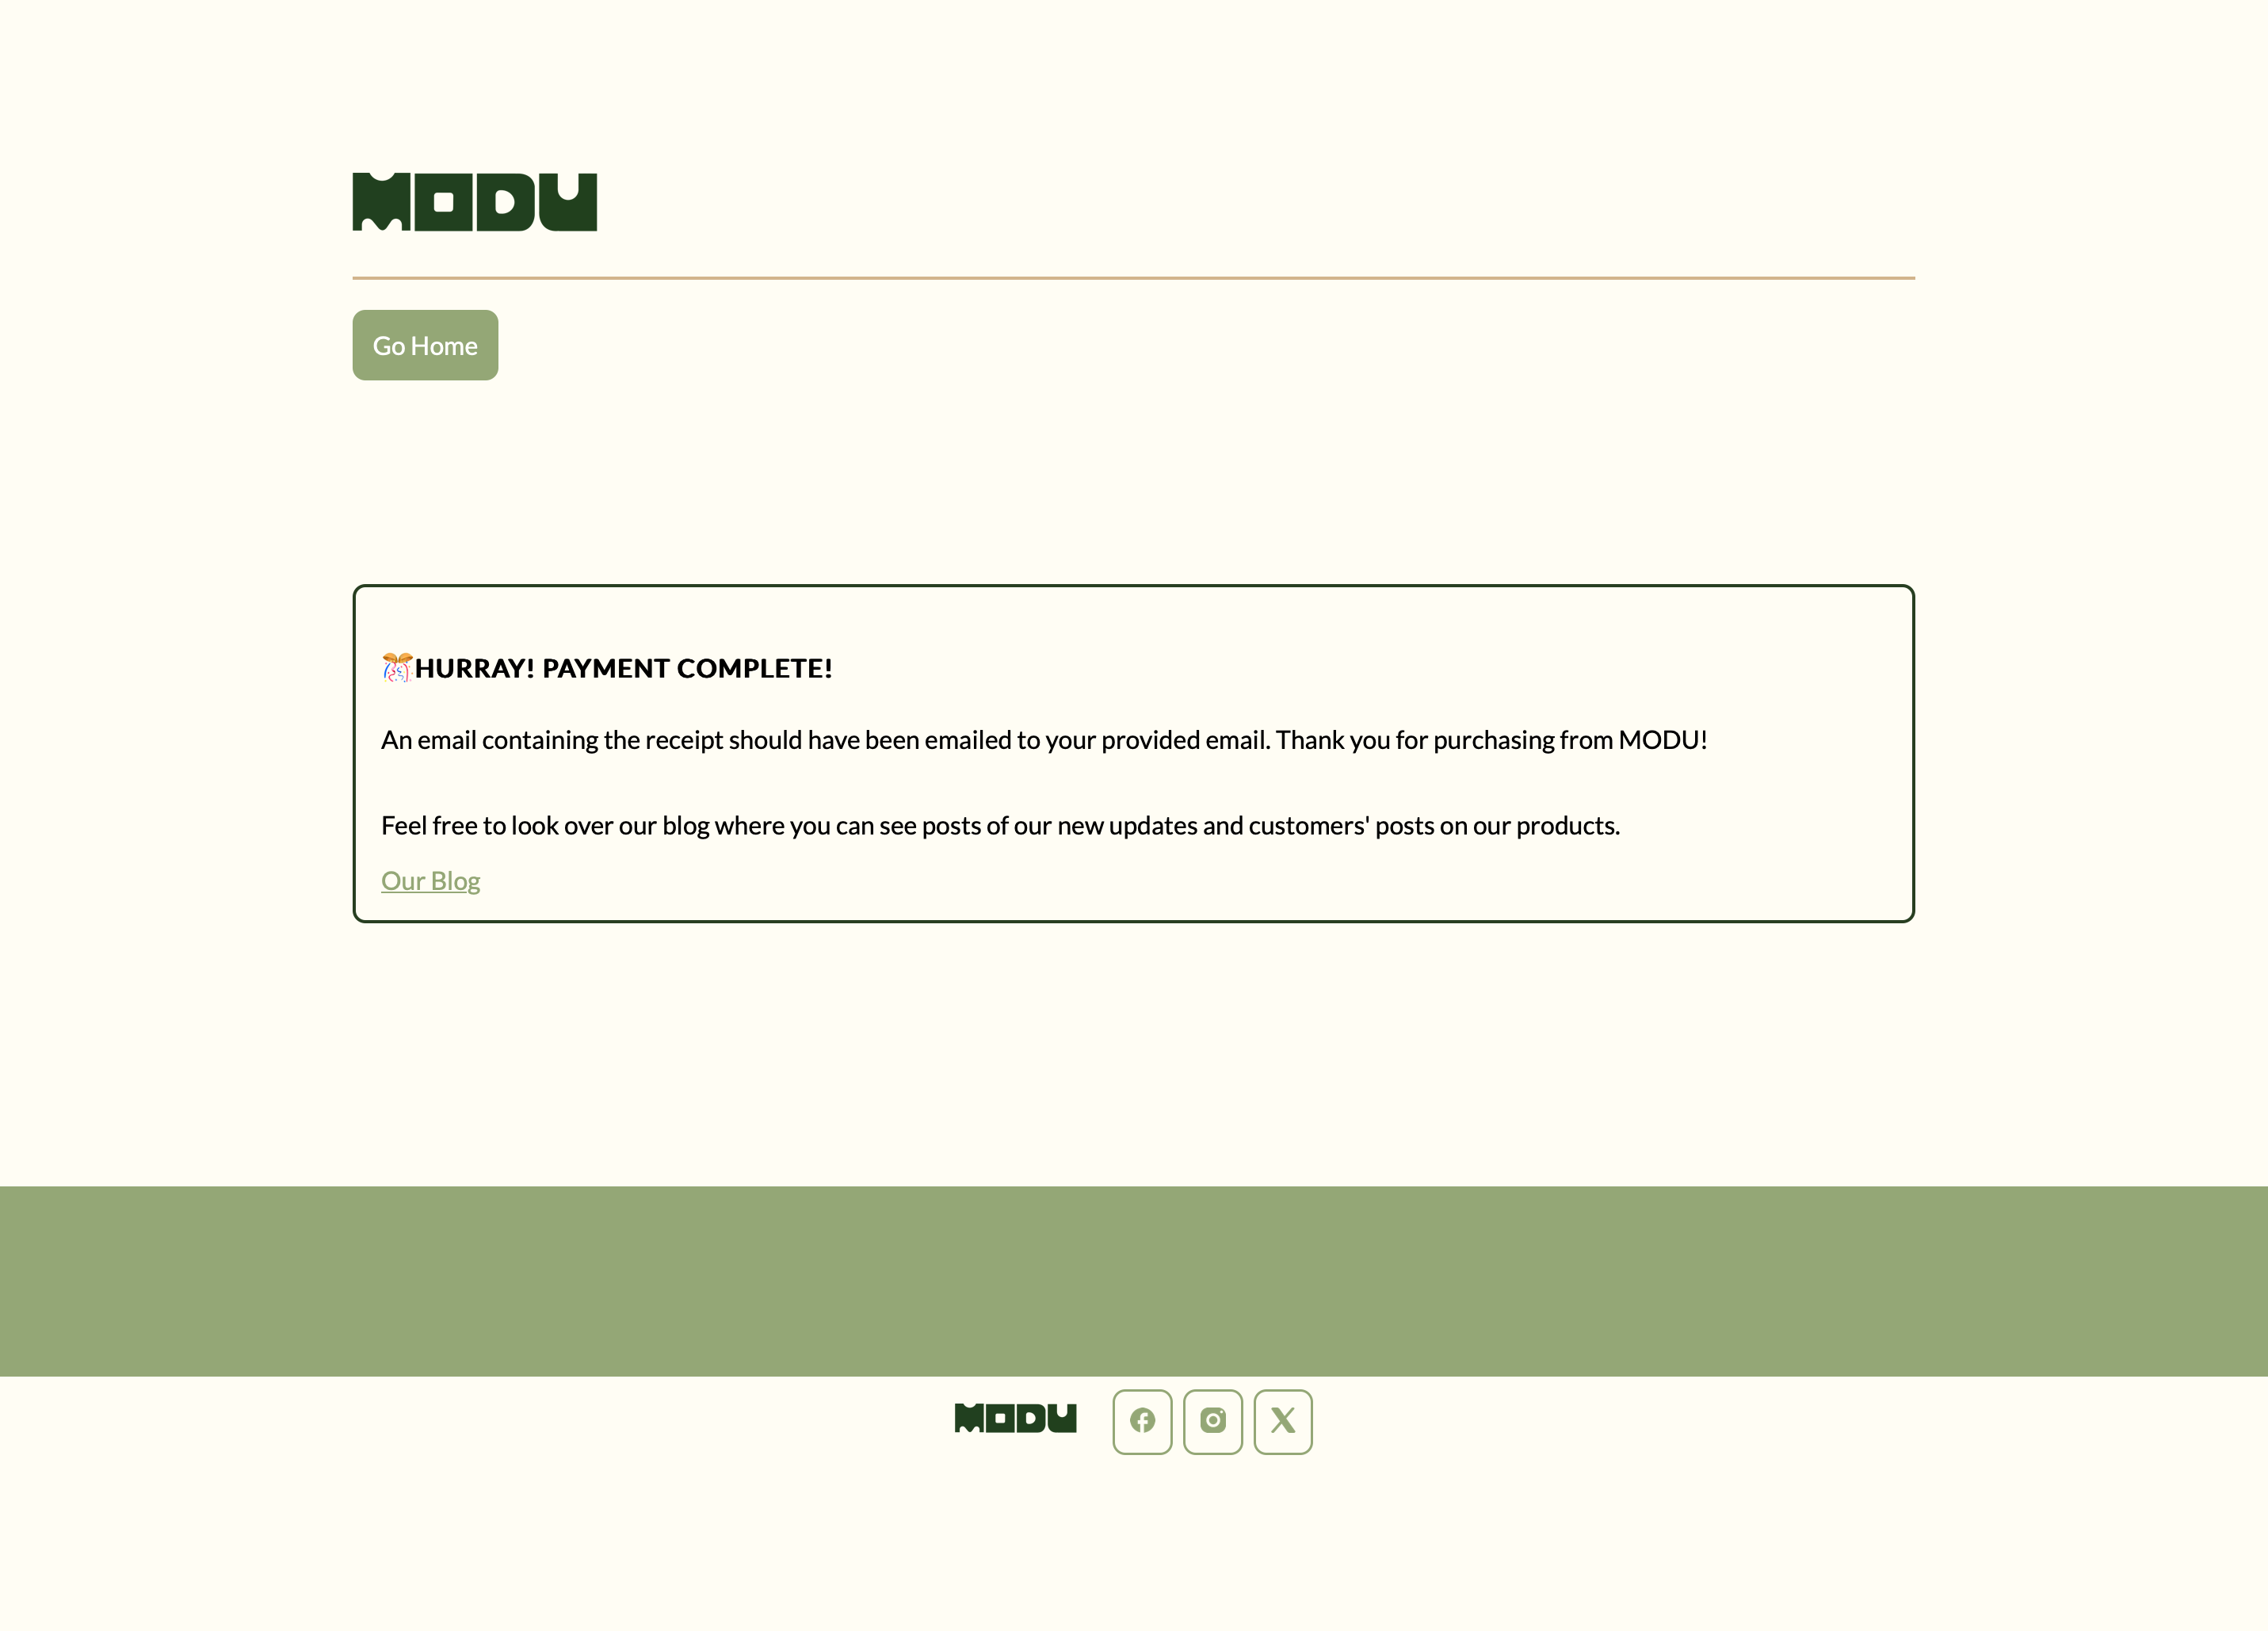 MODU
Go Home
🎊HURRAY! PAYMENT COMPLETE!
An email containing the receipt should have been emailed to your provided email. Thank you for purchasing from MODU!
Feel free to look over our blog where you can see posts of our new updates and customers' posts on our products.
Our Blog
MODU